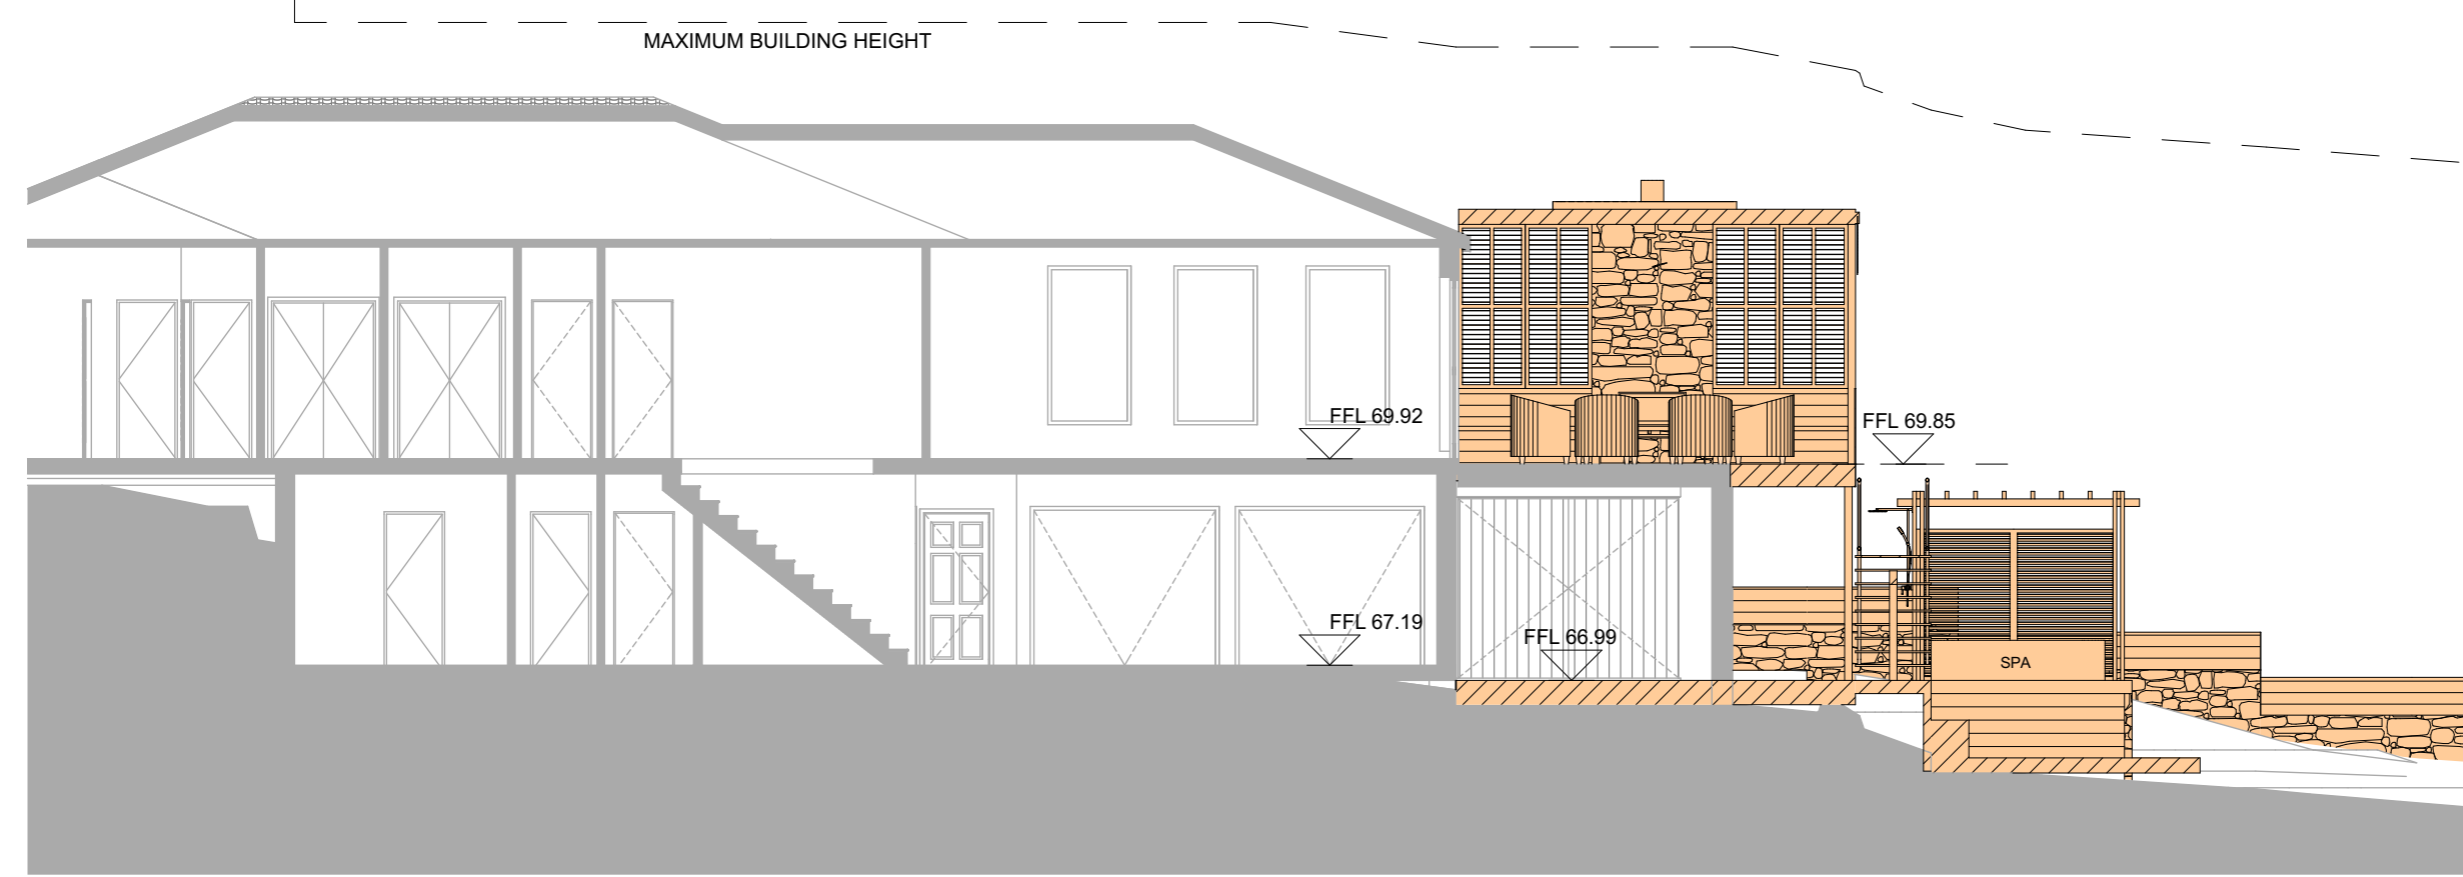 MAXIMUM BUILDING HEIGHT
FFL 69.92
FFL 69.85
FFL 67.19
FFL 66.99
SPA